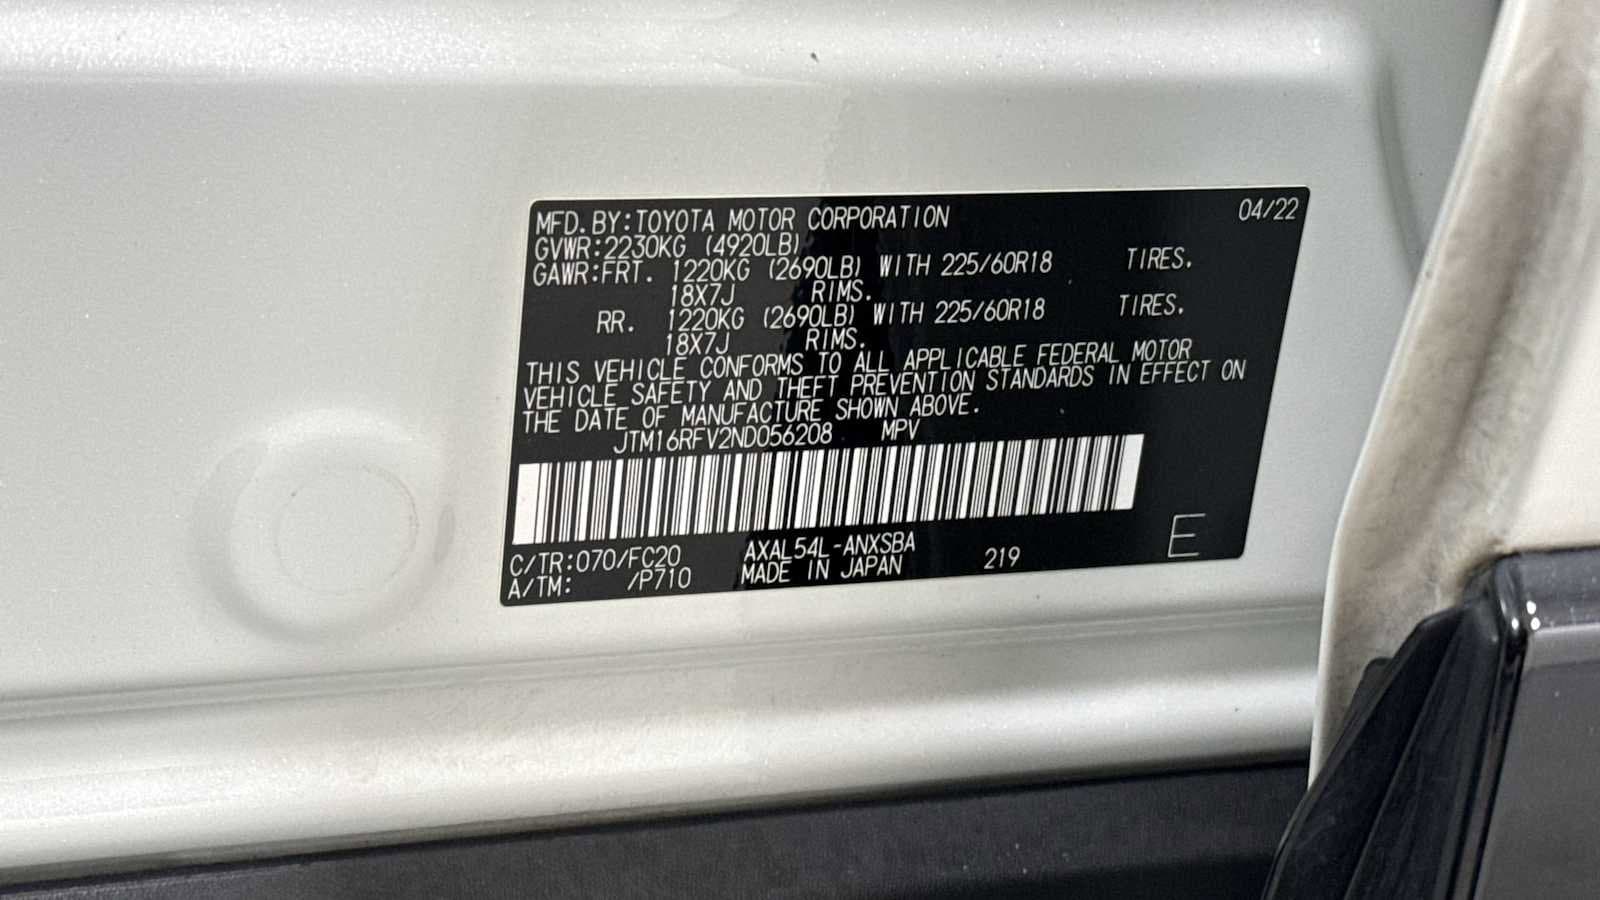 MFD. BY: TOYOTA MOTOR CORPORATION 04/22
GVWR: 2230KG (4920LB)
GAWR: FRT. 1220KG (2690LB) WITH 225/60R18 TIRES.
18X7J RIMS.
RR. 1220KG (2690LB) WITH 225/60R18 TIRES.
18X7J RIMS.
THIS VEHICLE CONFORMS TO ALL APPLICABLE FEDERAL MOTOR
VEHICLE SAFETY AND THEFT PREVENTION STANDARDS IN EFFECT ON
THE DATE OF MANUFACTURE SHOWN ABOVE.
JTM16RFV2ND056208 MPV
C/TR: 070/FC20 AXAL54L-ANXSBA 219 E
A/TM: /P710 MADE IN JAPAN